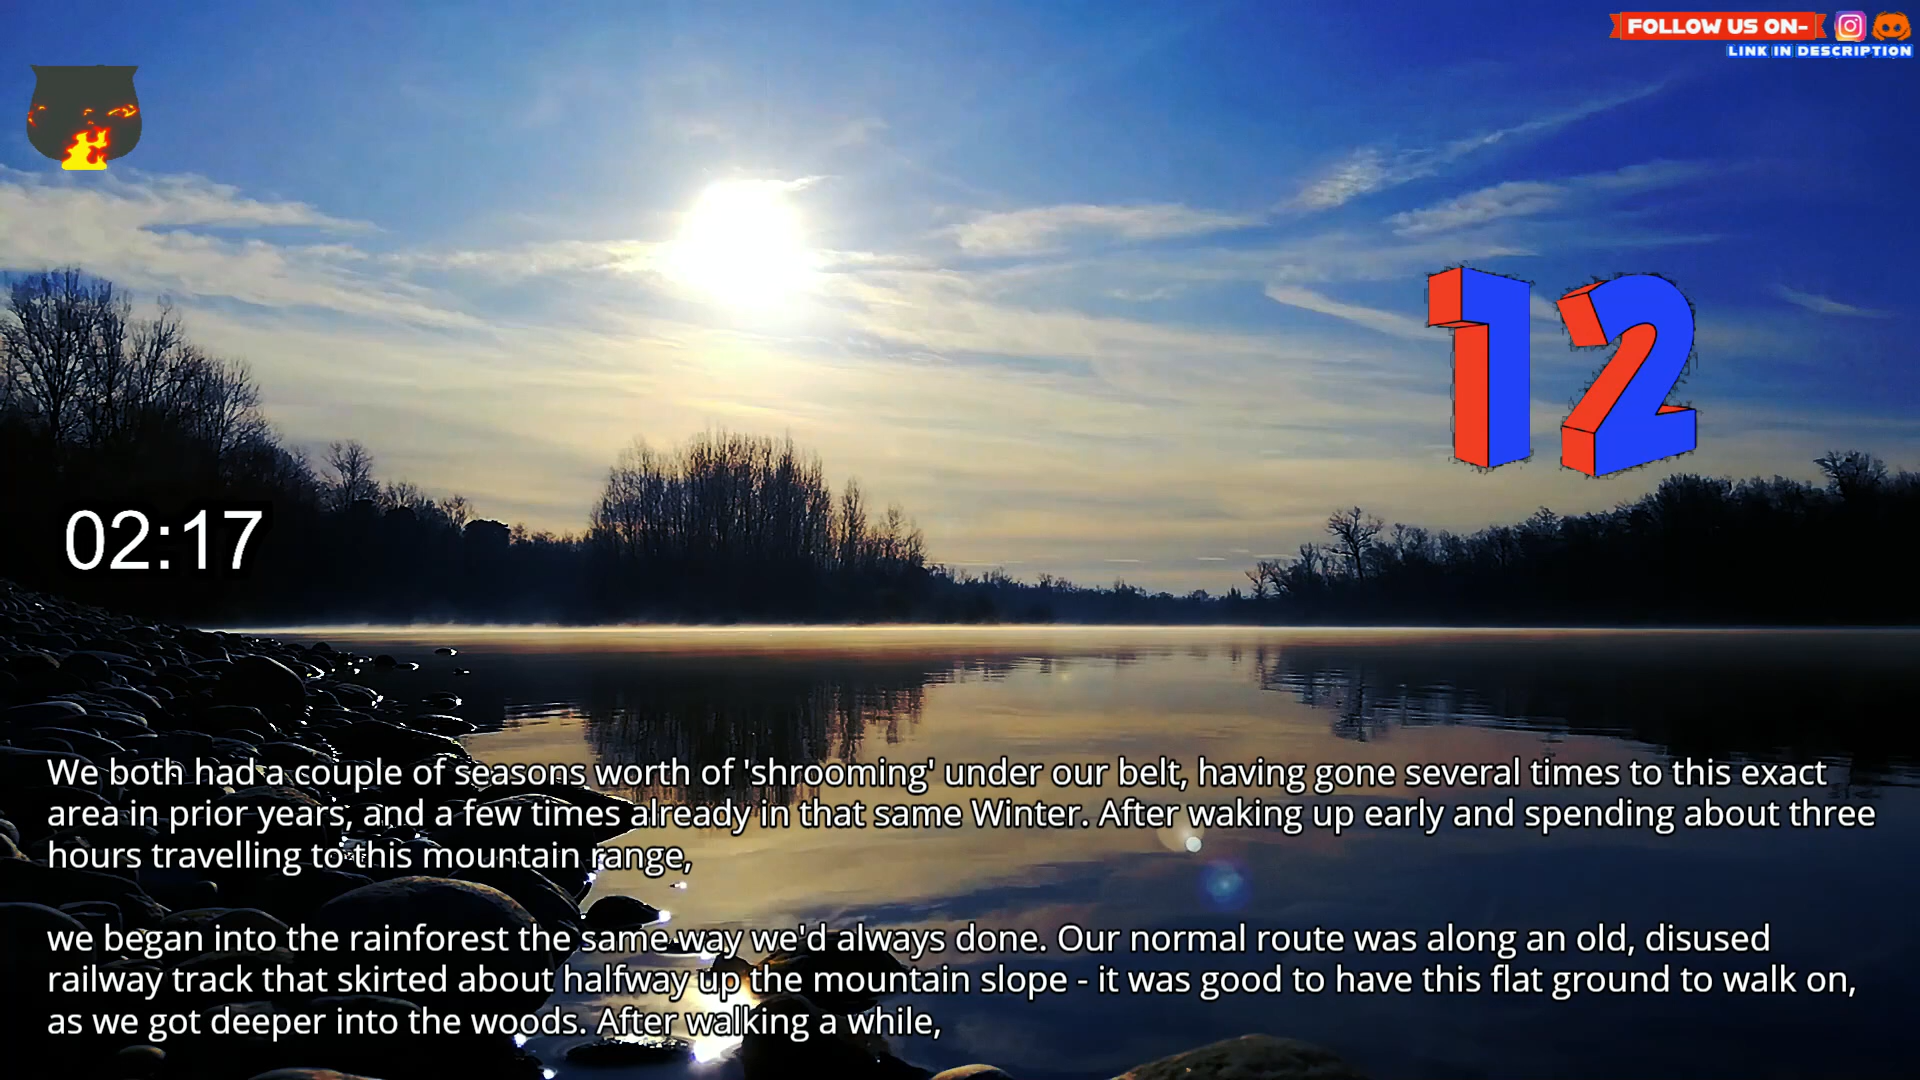 FOLLOW US ON-
LINK IN DESCRIPTION
12
02:17
We both had a couple of seasons worth of 'shrooming' under our belt, having gone several times to this exact
area in prior years, and a few times already in that same Winter. After waking up early and spending about three
hours travelling to this mountain range,
we began into the rainforest the same way we'd always done. Our normal route was along an old, disused
railway track that skirted about halfway up the mountain slope - it was good to have this flat ground to walk on,
as we got deeper into the woods. After walking a while,